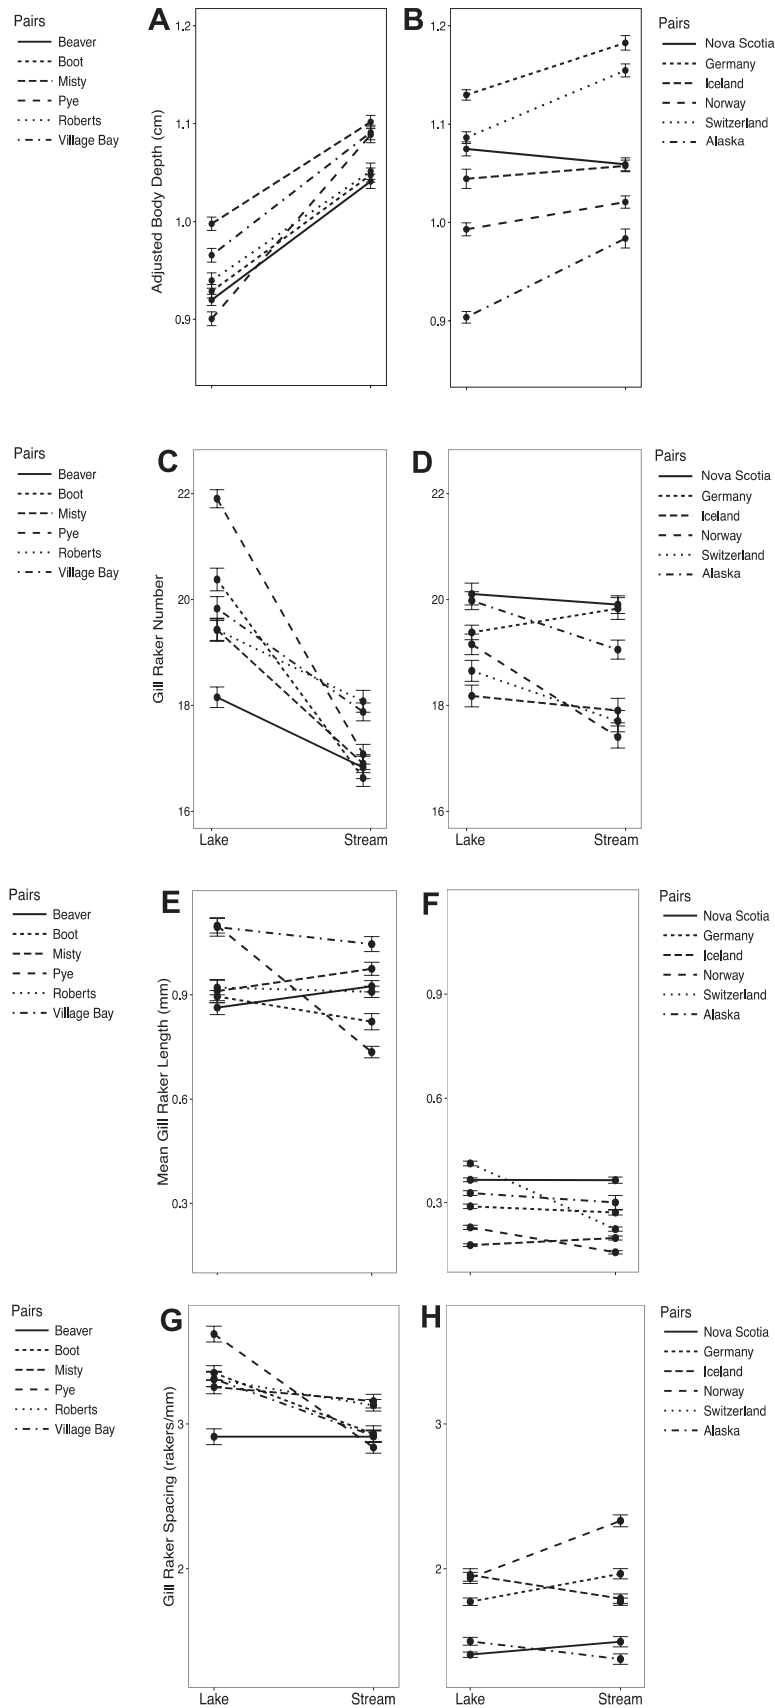 A
B
Pairs
Beaver
Boot
Misty
Pye
Roberts
Village Bay
Adjusted Body Depth (cm)
1.2
1.1
1.0
0.9
1.2
1.1
1.0
0.9
Pairs
Nova Scotia
Germany
Iceland
Norway
Switzerland
Alaska
C
D
Pairs
Beaver
Boot
Misty
Pye
Roberts
Village Bay
Gill Raker Number
22
20
18
16
Lake
Stream
22
20
18
16
Lake
Stream
Pairs
Nova Scotia
Germany
Iceland
Norway
Switzerland
Alaska
E
F
Pairs
Beaver
Boot
Misty
Pye
Roberts
Village Bay
Mean Gill Raker Length (mm)
0.9
0.6
0.3
0.9
0.6
0.3
Pairs
Nova Scotia
Germany
Iceland
Norway
Switzerland
Alaska
G
H
Pairs
Beaver
Boot
Misty
Pye
Roberts
Village Bay
Gill Raker Spacing (rakers/mm)
3
2
Lake
Stream
3
2
Lake
Stream
Pairs
Nova Scotia
Germany
Iceland
Norway
Switzerland
Alaska